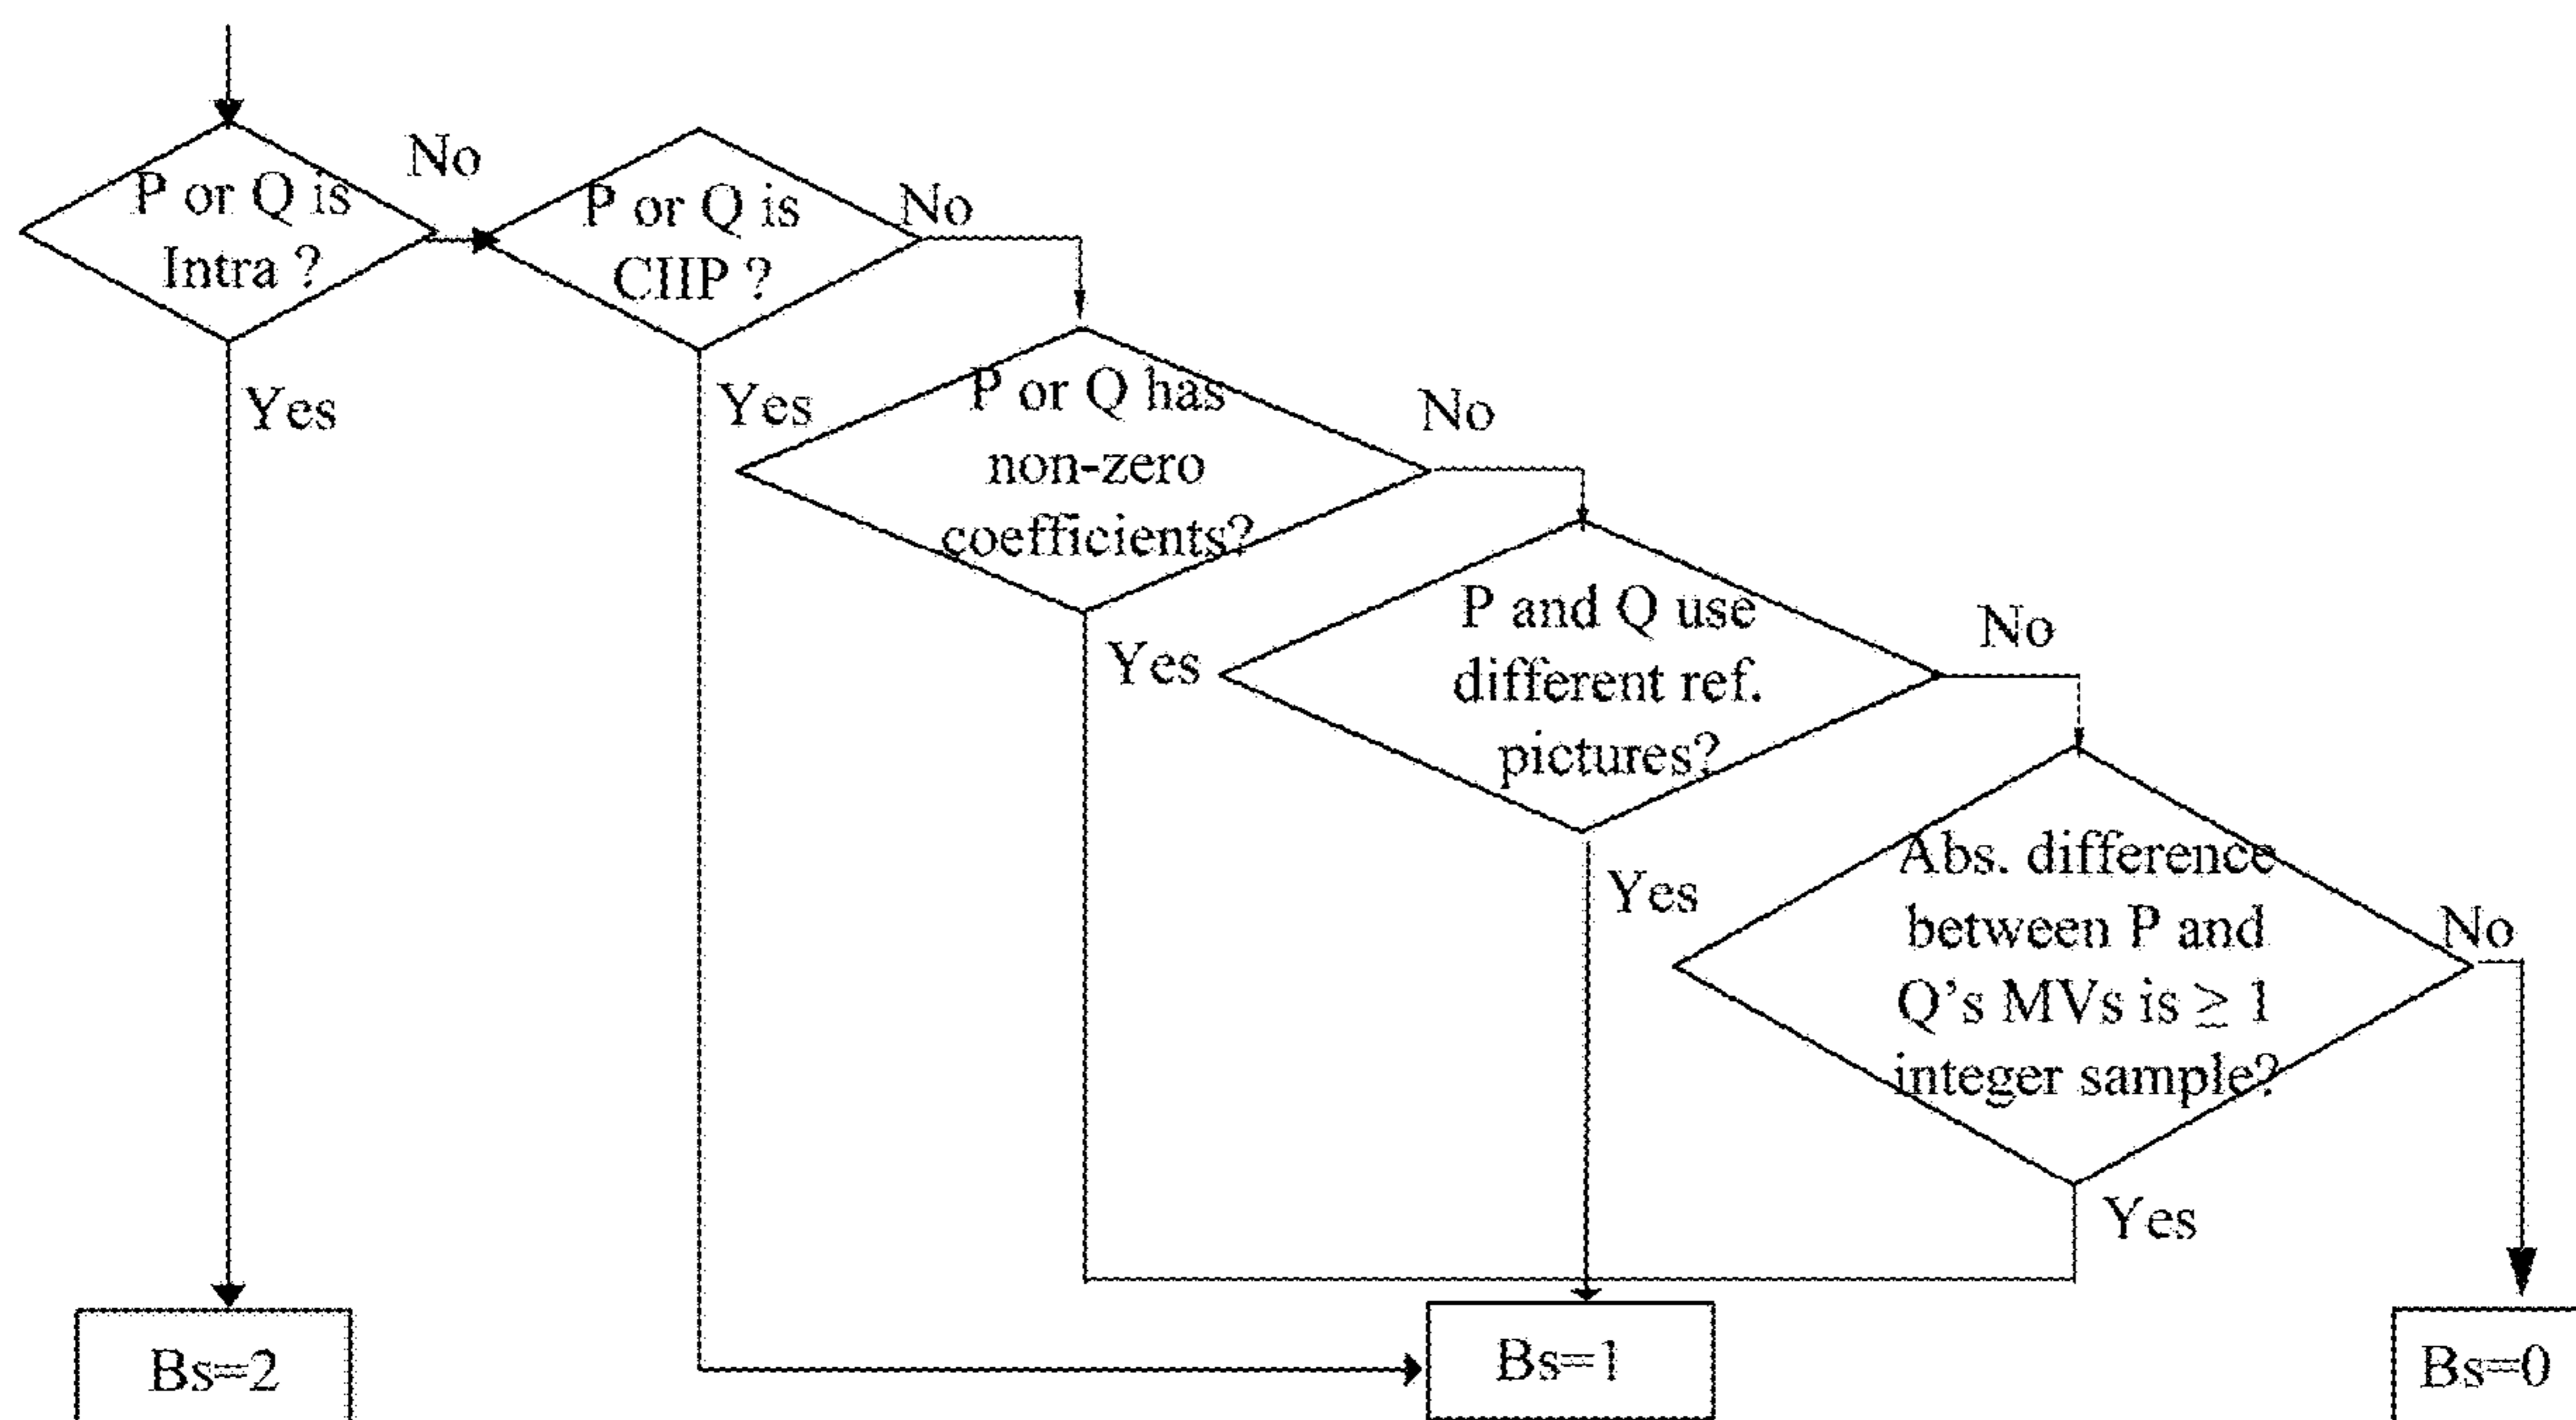 P or Q is
Intra ?
No
Yes
P or Q is
CIIP ?
No
Yes
P or Q has
non-zero
coefficients?
No
Yes
P and Q use
different ref.
pictures?
No
Yes
Abs. difference
between P and
Q’s MVs is ≥ 1
integer sample?
No
Yes
Bs=2
Bs=1
Bs=0